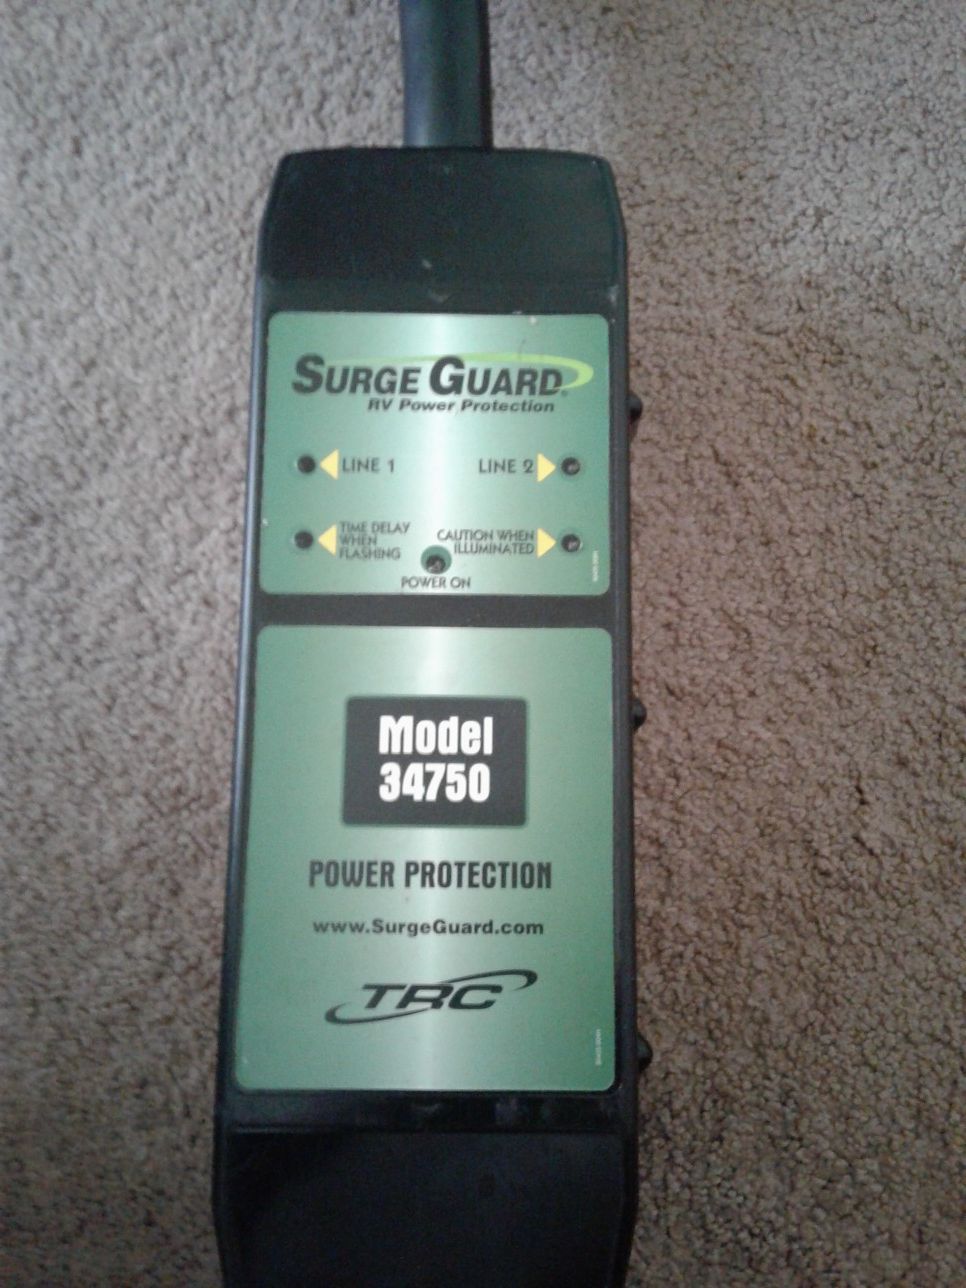 SURGE GUARD®
RV Power Protection
LINE 1
LINE 2
TIME DELAY
WHEN
FLASHING
CAUTION WHEN
ILLUMINATED
POWER ON
Model
34750
POWER PROTECTION
www.SurgeGuard.com
TRC